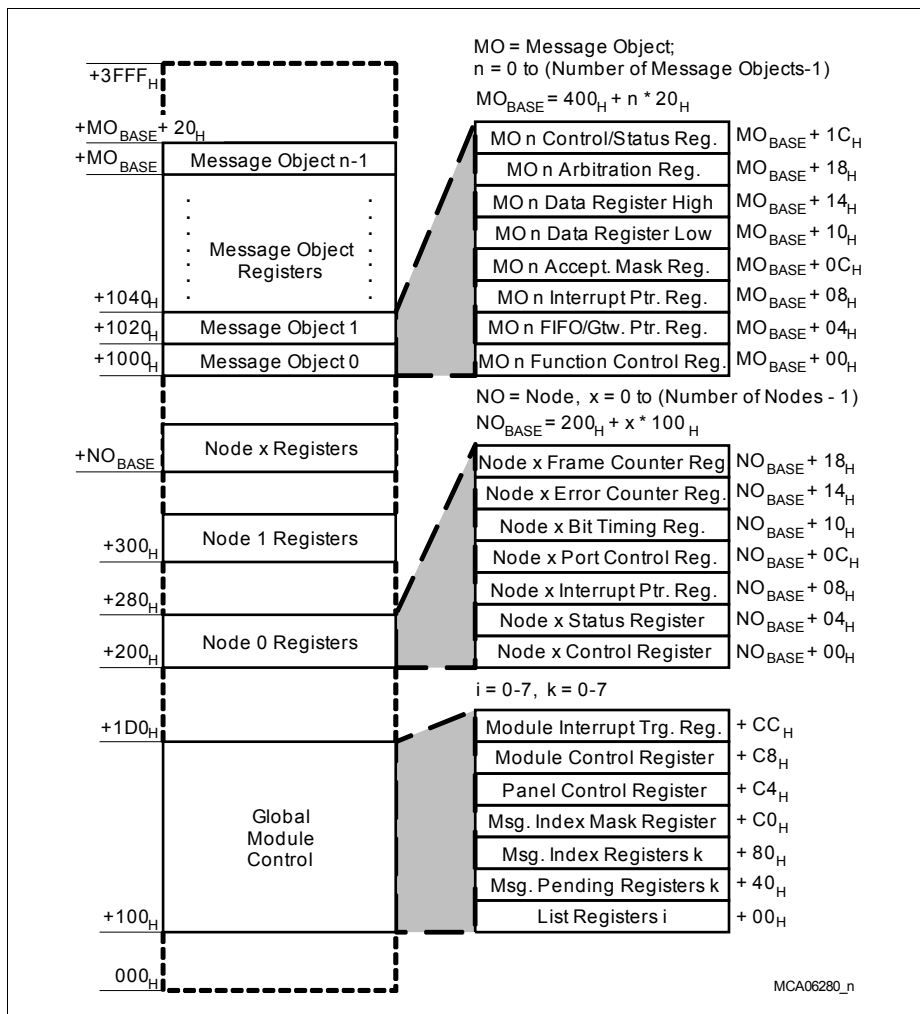 MO = Message Object;
n = 0 to (Number of Message Objects-1)
MO_BASE = 400_H + n * 20_H
+3FFF_H
+MO_BASE + 20_H
+MO_BASE
Message Object n-1
Message Object
Registers
+1040_H
+1020_H
Message Object 1
+1000_H
Message Object 0
MO n Control/Status Reg. MO_BASE + 1C_H
MO n Arbitration Reg. MO_BASE + 18_H
MO n Data Register High MO_BASE + 14_H
MO n Data Register Low MO_BASE + 10_H
MO n Accept. Mask Reg. MO_BASE + 0C_H
MO n Interrupt Ptr. Reg. MO_BASE + 08_H
MO n FIFO/Gtw. Ptr. Reg. MO_BASE + 04_H
MO n Function Control Reg. MO_BASE + 00_H
NO = Node, x = 0 to (Number of Nodes - 1)
NO_BASE = 200_H + x * 100_H
+NO_BASE
Node x Registers
+300_H
Node 1 Registers
+280_H
+200_H
Node 0 Registers
Node x Frame Counter Reg NO_BASE + 18_H
Node x Error Counter Reg. NO_BASE + 14_H
Node x Bit Timing Reg. NO_BASE + 10_H
Node x Port Control Reg. NO_BASE + 0C_H
Node x Interrupt Ptr. Reg. NO_BASE + 08_H
Node x Status Register NO_BASE + 04_H
Node x Control Register NO_BASE + 00_H
i = 0-7, k = 0-7
+1D0_H
Global
Module
Control
+100_H
000_H
Module Interrupt Trg. Reg. + CC_H
Module Control Register + C8_H
Panel Control Register + C4_H
Msg. Index Mask Register + C0_H
Msg. Index Registers k + 80_H
Msg. Pending Registers k + 40_H
List Registers i + 00_H
MCA06280_n